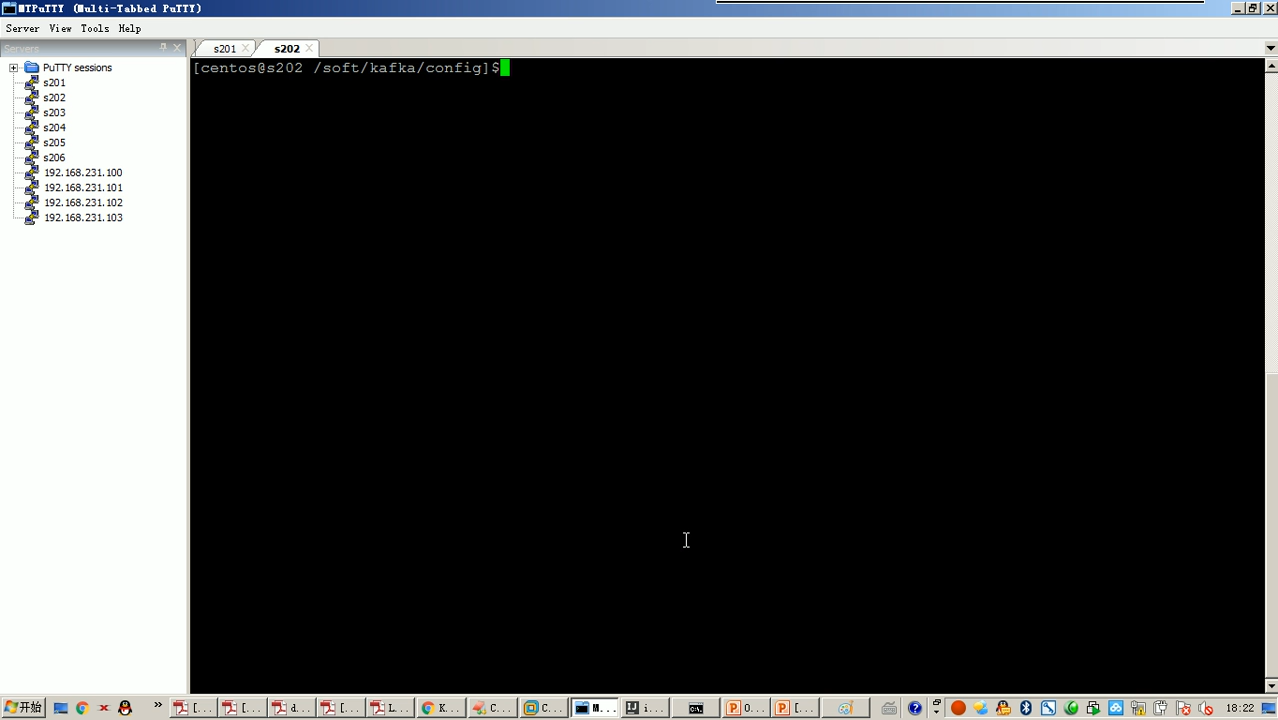 MTPuTTY (Multi-Tabbed PuTTY)
Server View Tools Help
Servers
s201
s202
PuTTY sessions
s201
s202
s203
s204
s205
s206
192.168.231.100
192.168.231.101
192.168.231.102
192.168.231.103
[centos@s202 /soft/kafka/config]$
开始
[...
[...
d...
[...
L...
K...
C...
C...
M...
i...
O...
[...
18:22